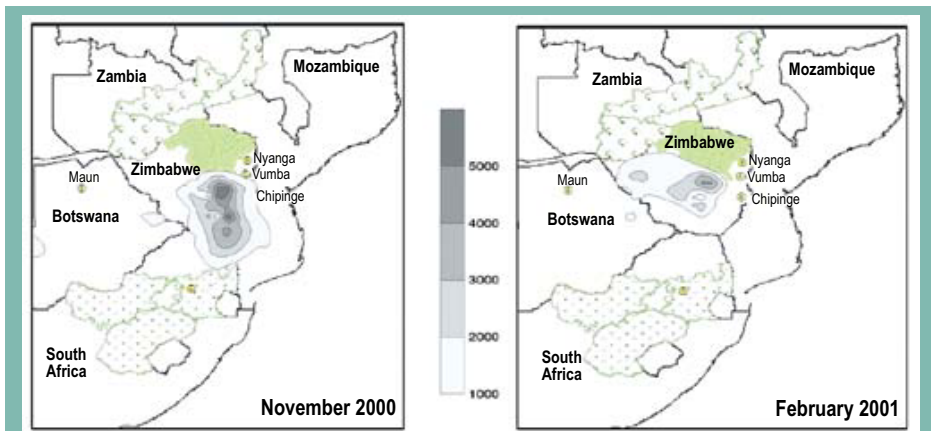 Zambia
Mozambique
Zimbabwe
Nyanga
Vumba
Maun
Chipinge
Botswana
South
Africa
November 2000
5000
4000
3000
2000
1000
Zambia
Mozambique
Zimbabwe
Nyanga
Vumba
Maun
Chipinge
Botswana
South
Africa
February 2001